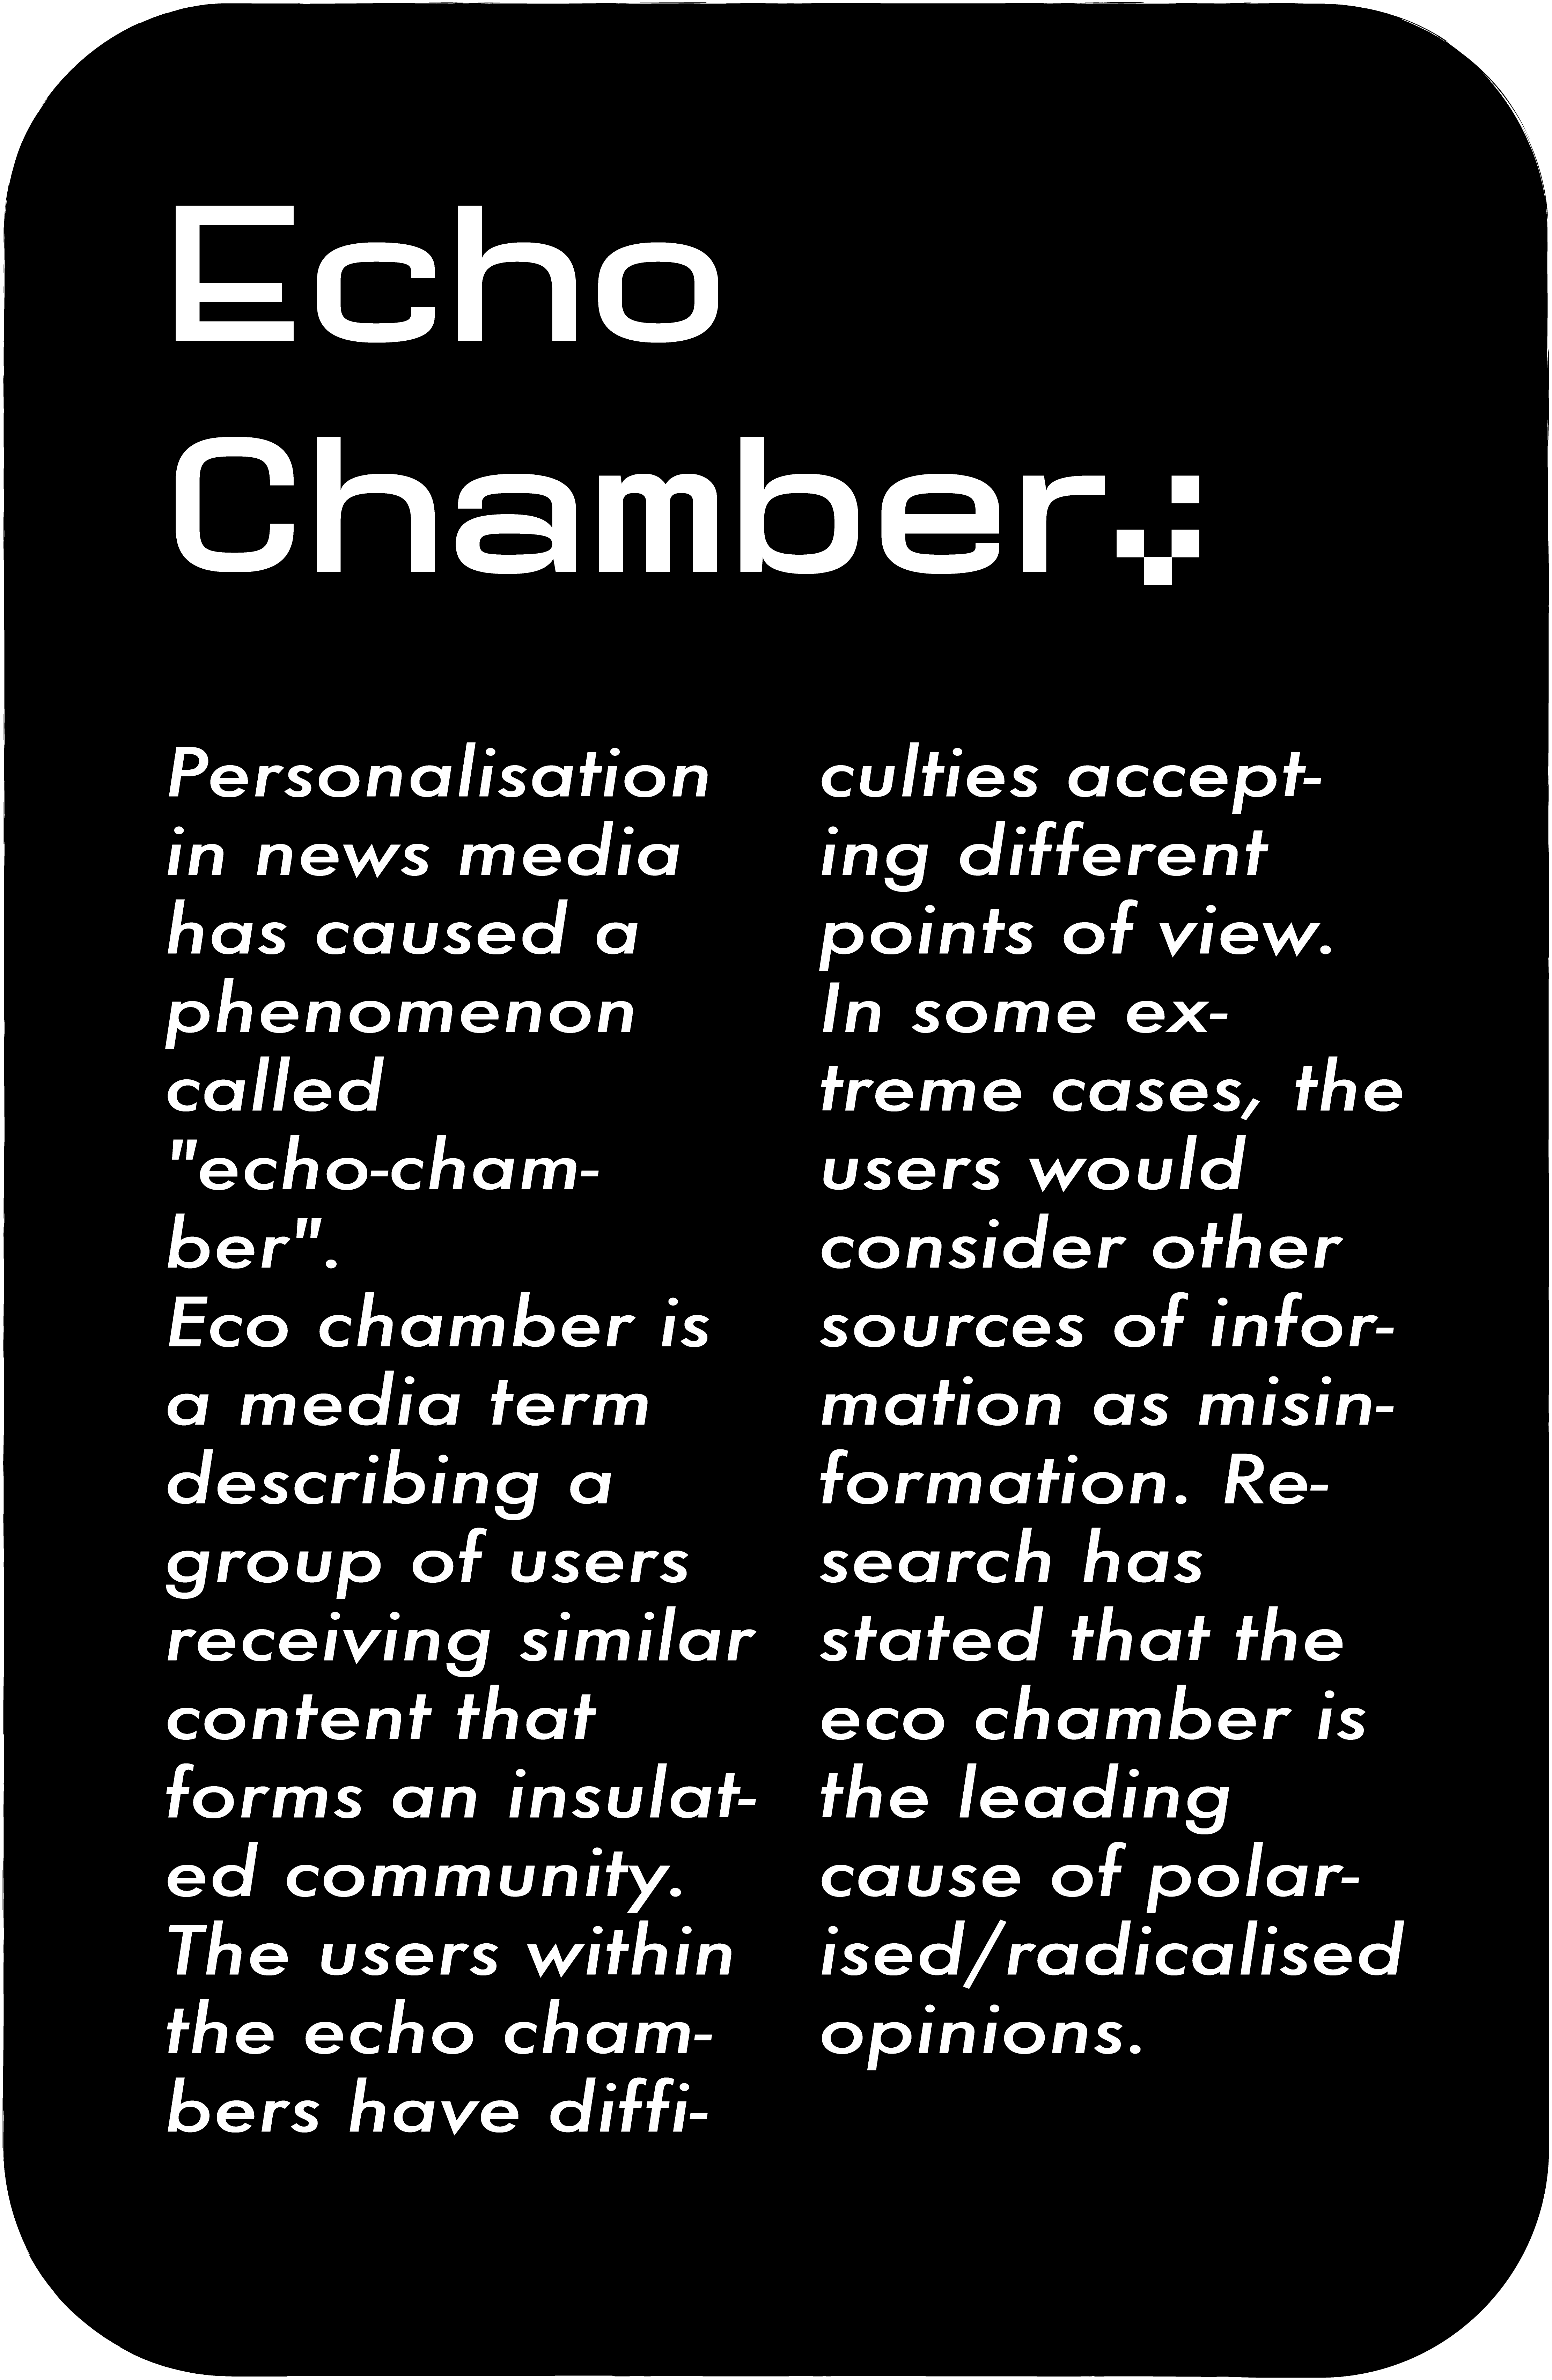 Echo
Chamber
Personalisation
in news media
has caused a
phenomenon
called
"echo-cham-
ber".
Eco chamber is
a media term
describing a
group of users
receiving similar
content that
forms an insulat-
ed community.
The users within
the echo cham-
bers have diffi-
culties accept-
ing different
points of view.
In some ex-
treme cases, the
users would
consider other
sources of infor-
mation as misin-
formation. Re-
search has
stated that the
eco chamber is
the leading
cause of polar-
ised/radicalised
opinions.